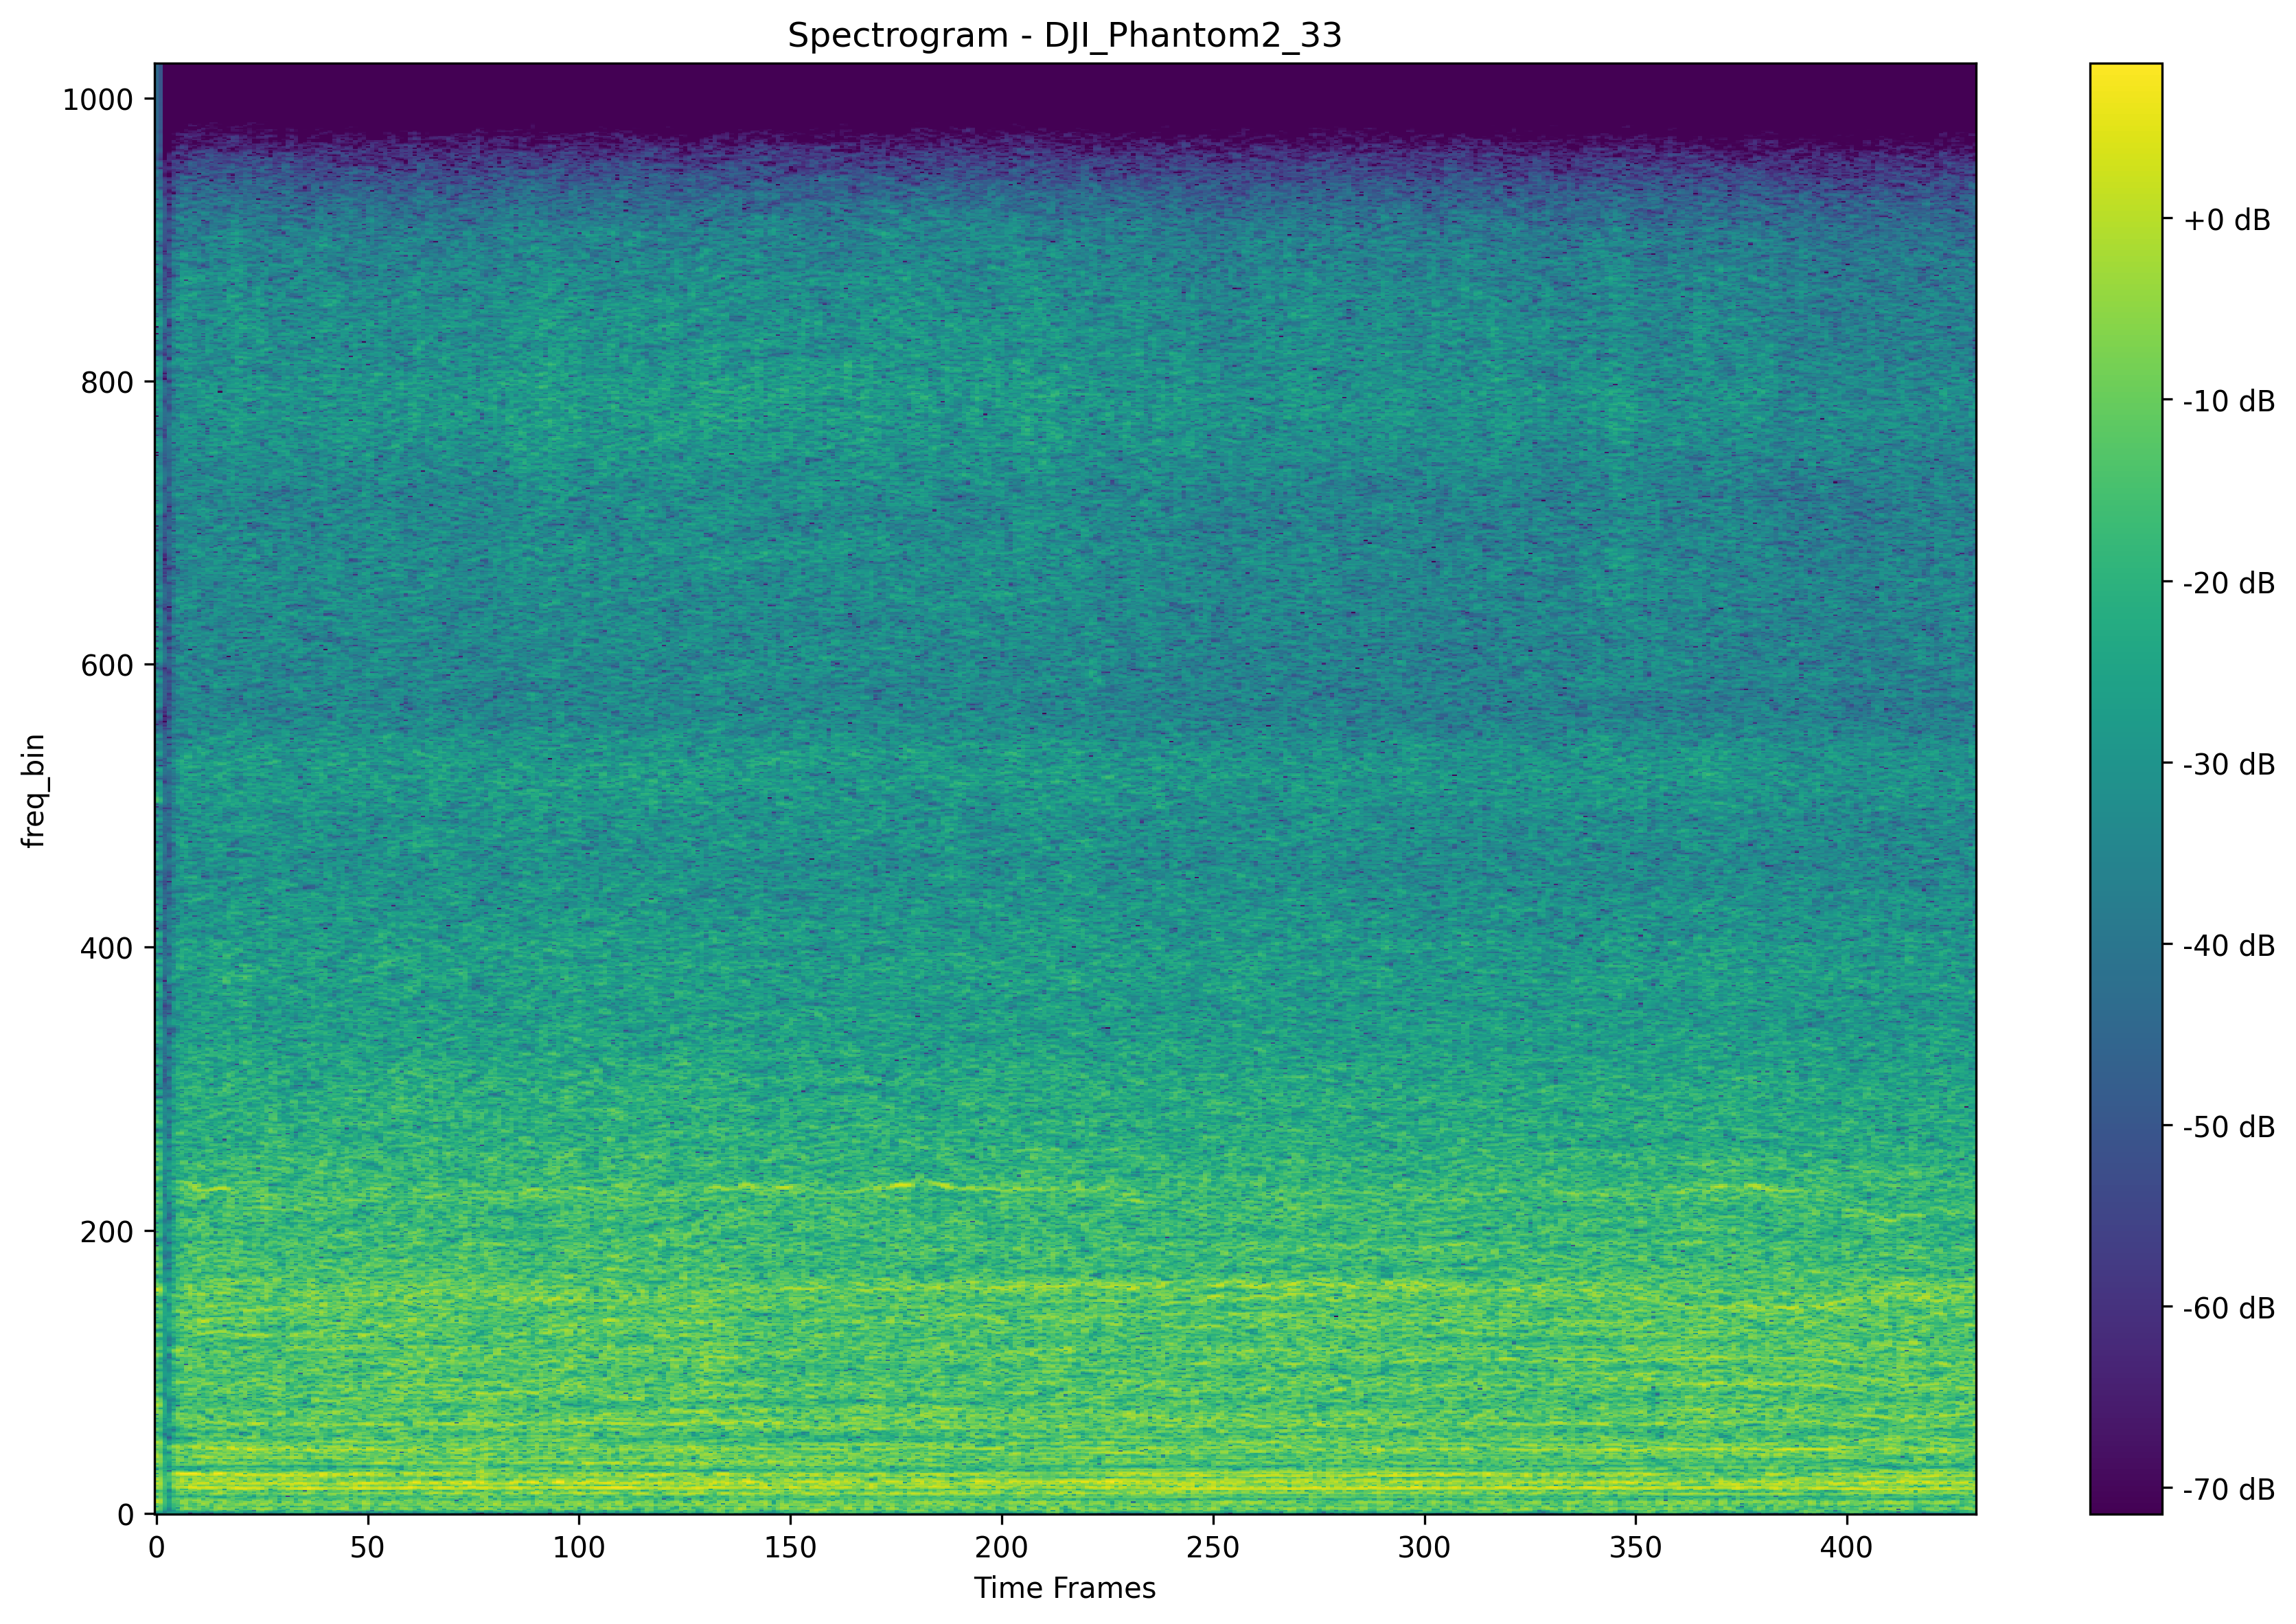 Spectrogram - DJI_Phantom2_33
1000
800
600
400
200
0
freq_bin
0 50 100 150 200 250 300 350 400
Time Frames
+0 dB
-10 dB
-20 dB
-30 dB
-40 dB
-50 dB
-60 dB
-70 dB